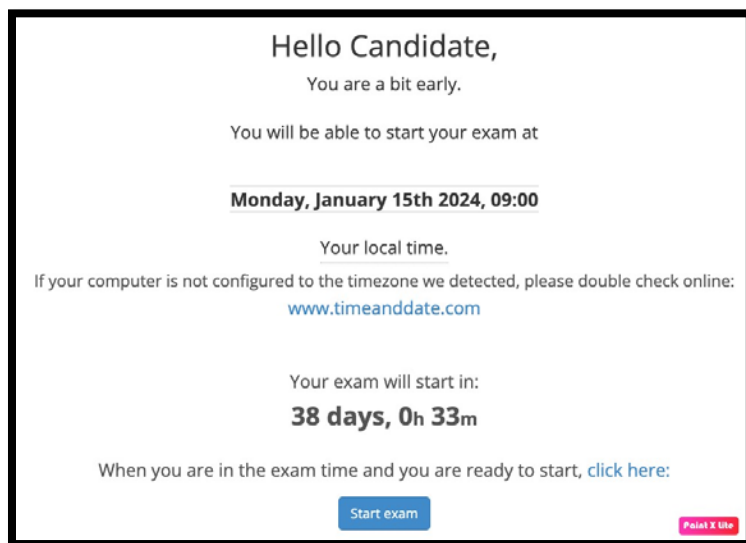 Hello Candidate,
You are a bit early.
You will be able to start your exam at
Monday, January 15th 2024, 09:00
Your local time.
If your computer is not configured to the timezone we detected, please double check online:
www.timeanddate.com
Your exam will start in:
38 days, 0h 33m
When you are in the exam time and you are ready to start, click here:
Start exam
Paint X Lite